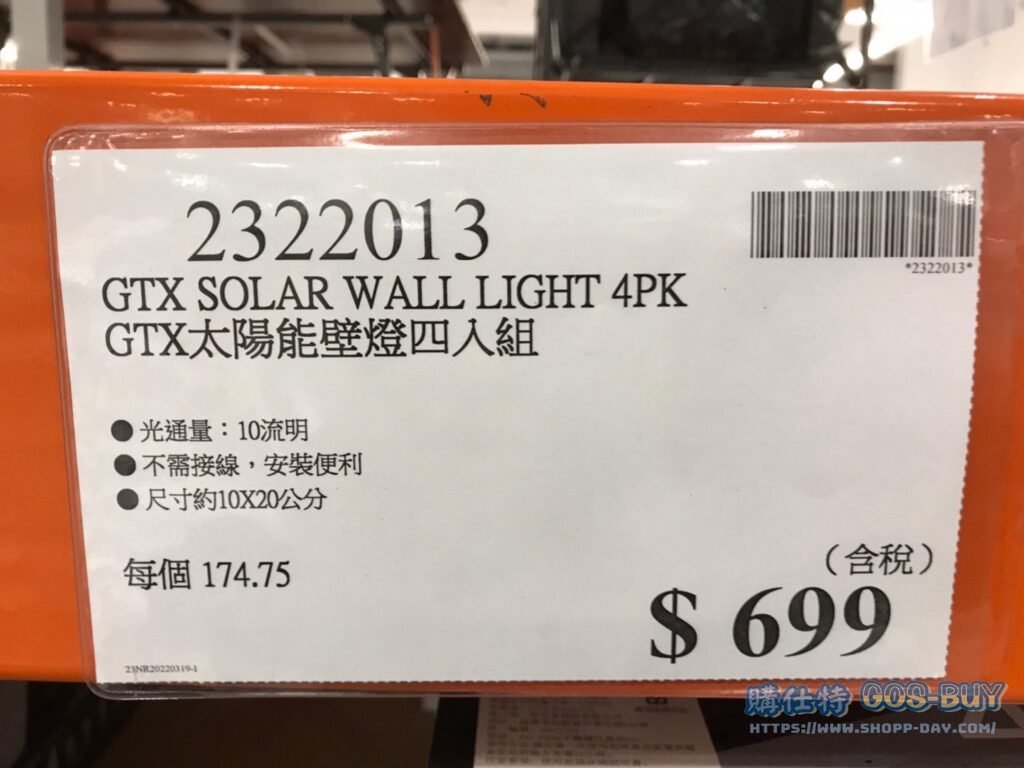 2322013
*2322013*
GTX SOLAR WALL LIGHT 4PK
GTX太陽能壁燈四入組
●光通量：10流明
●不需接線，安裝便利
●尺寸約10X20公分
每個 174.75
（含稅）
$ 699
23NR20220319-1
購仕特 GOS-BUY
HTTPS://WWW.SHOPP-DAY.COM/